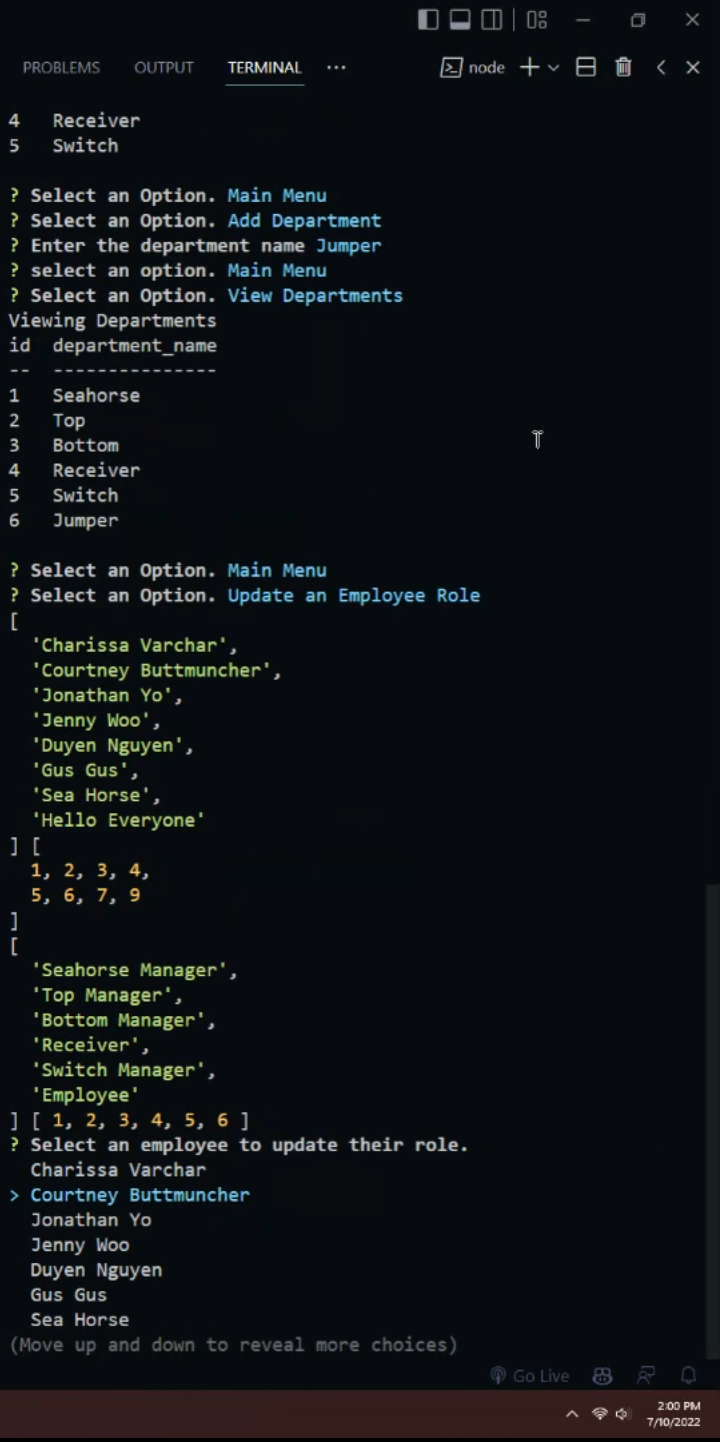 PROBLEMS OUTPUT TERMINAL ... node
4 Receiver
5 Switch
? Select an Option. Main Menu
? Select an Option. Add Department
? Enter the department name Jumper
? select an option. Main Menu
? Select an Option. View Departments
Viewing Departments
id department_name
-- ---------------
1 Seahorse
2 Top
3 Bottom
4 Receiver
5 Switch
6 Jumper
? Select an Option. Main Menu
? Select an Option. Update an Employee Role
[
'Charissa Varchar',
'Courtney Buttmuncher',
'Jonathan Yo',
'Jenny Woo',
'Duyen Nguyen',
'Gus Gus',
'Sea Horse',
'Hello Everyone'
] [
1, 2, 3, 4,
5, 6, 7, 9
]
[
'Seahorse Manager',
'Top Manager',
'Bottom Manager',
'Receiver',
'Switch Manager',
'Employee'
] [ 1, 2, 3, 4, 5, 6 ]
? Select an employee to update their role.
Charissa Varchar
> Courtney Buttmuncher
Jonathan Yo
Jenny Woo
Duyen Nguyen
Gus Gus
Sea Horse
(Move up and down to reveal more choices)
Go Live
2:00 PM
7/10/2022